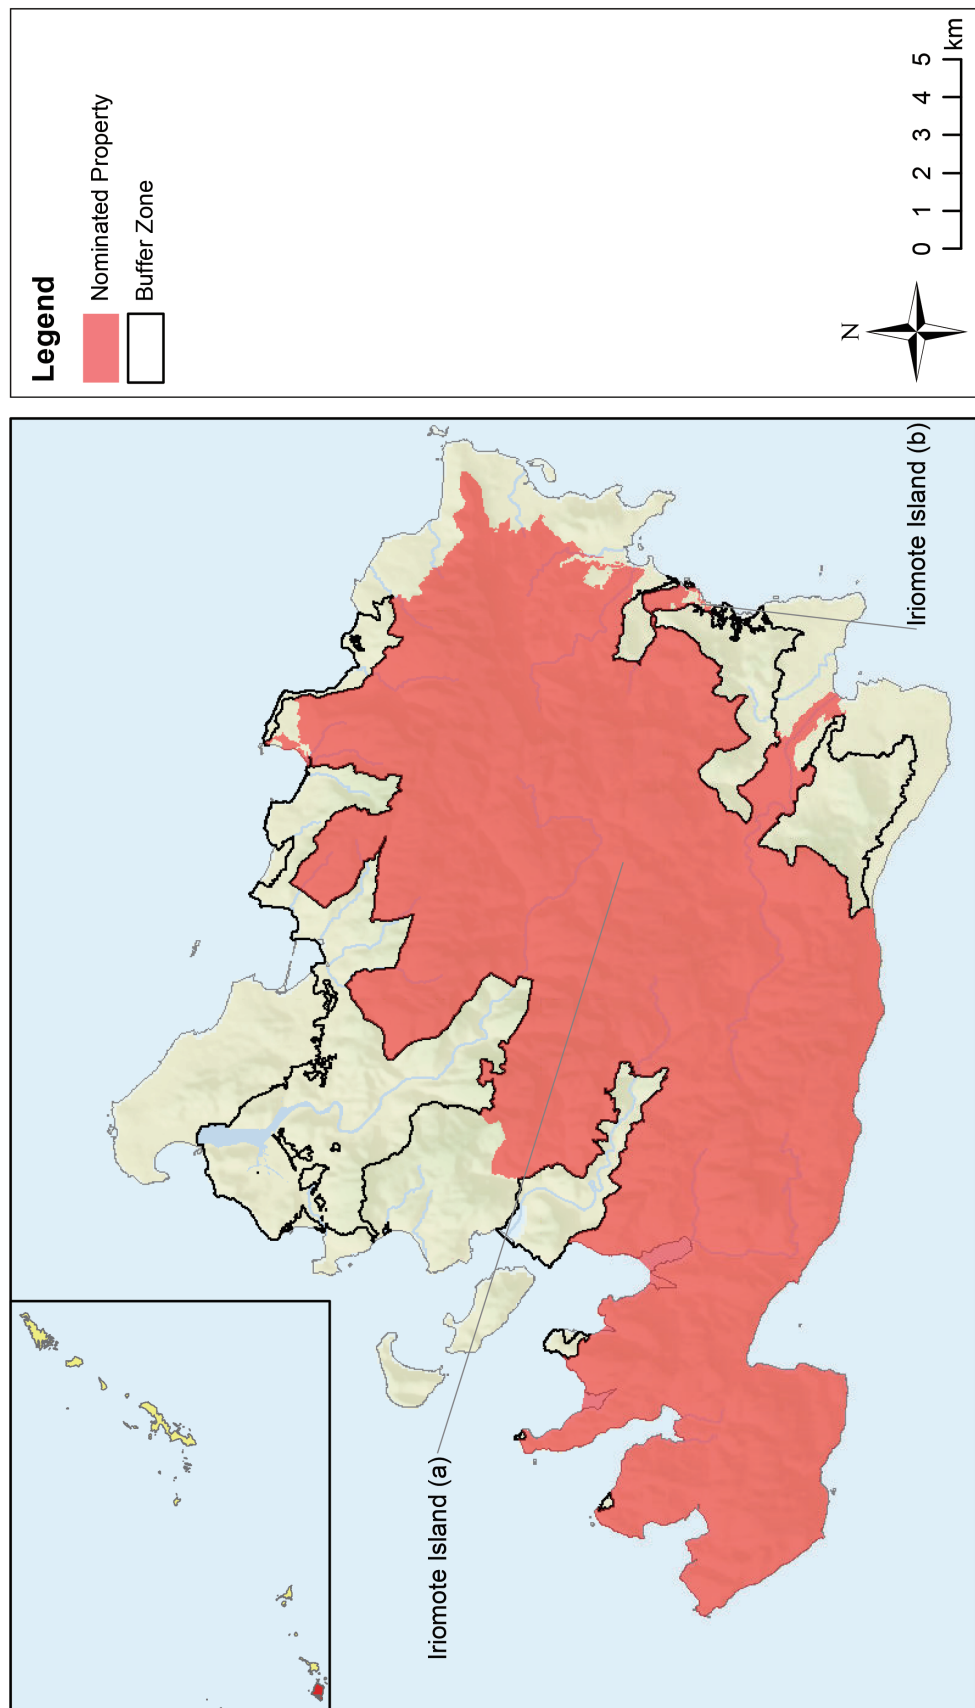 Legend
Nominated Property
Buffer Zone
N
0 1 2 3 4 5
km
Iriomote Island (a)
Iriomote Island (b)